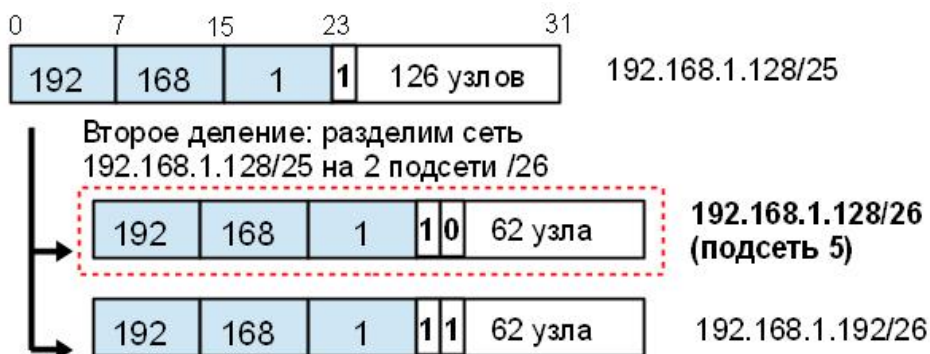 0 7 15 23 31
192 168 1 1 126 узлов 192.168.1.128/25
Второе деление: разделим сеть
192.168.1.128/25 на 2 подсети /26
192 168 1 1 0 62 узла 192.168.1.128/26
(подсеть 5)
192 168 1 1 1 62 узла 192.168.1.192/26